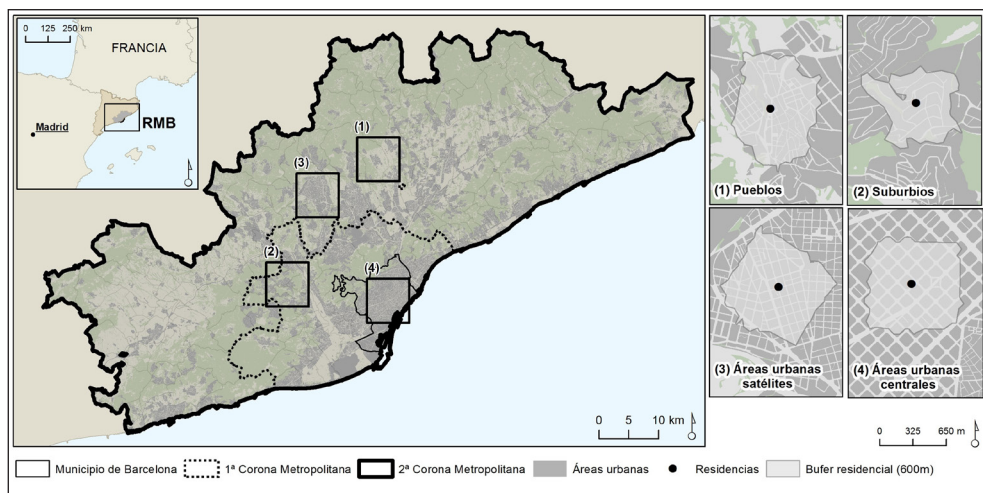 0 125 250 km
FRANCIA
Madrid
RMB
(1)
(3)
(2)
(4)
0 5 10 km
(1) Pueblos
(2) Suburbios
(3) Áreas urbanas
satélites
(4) Áreas urbanas
centrales
0 325 650 m
Municipio de Barcelona
1ª Corona Metropolitana
2ª Corona Metropolitana
Áreas urbanas
Residencias
Bufer residencial (600m)